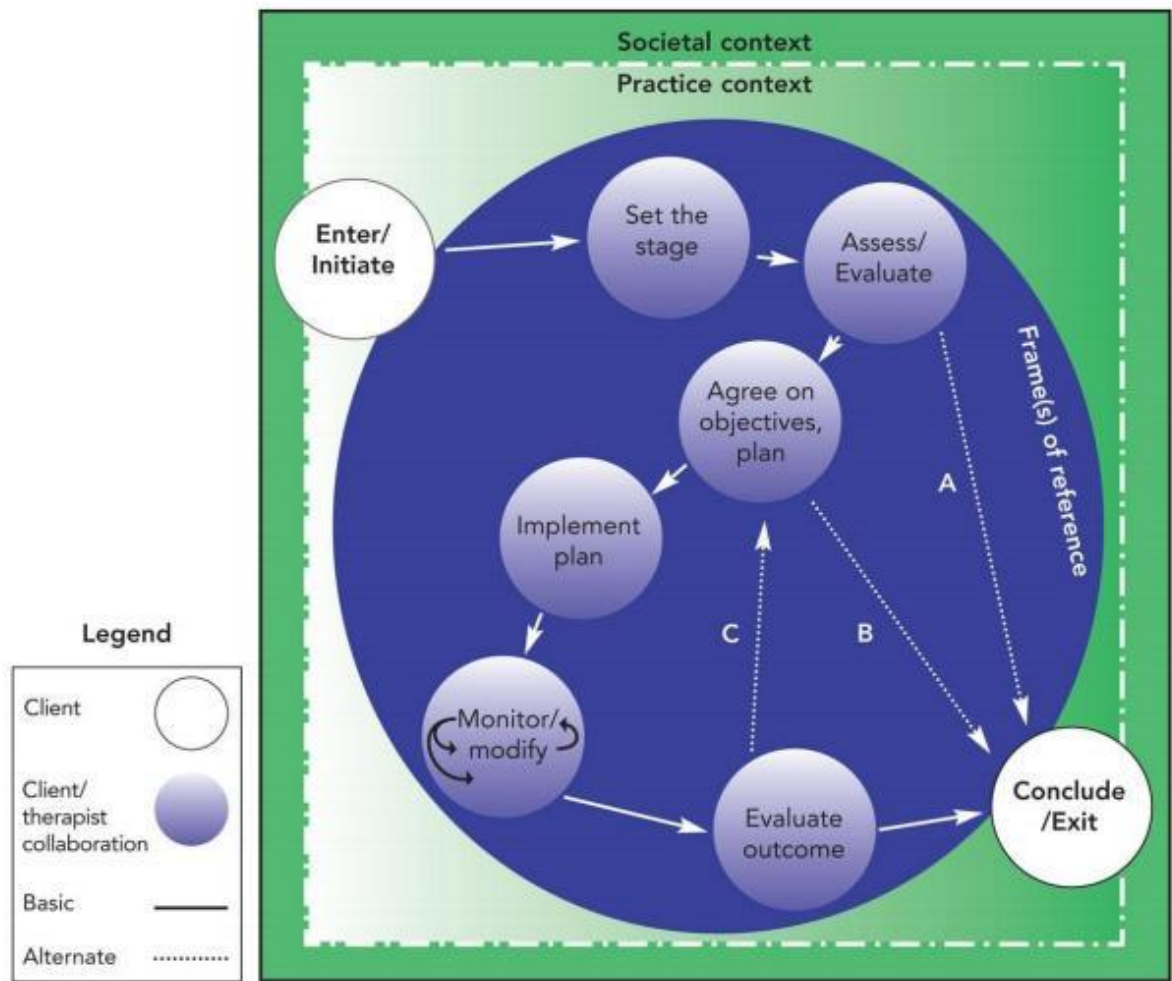 Societal context
Practice context
Enter/
Initiate
Set the
stage
Assess/
Evaluate
Frame(s) of reference
Agree on
objectives,
plan
A
Implement
plan
C
B
Monitor/
modify
Evaluate
outcome
Conclude
/Exit
Legend
Client
Client/
therapist
collaboration
Basic
Alternate